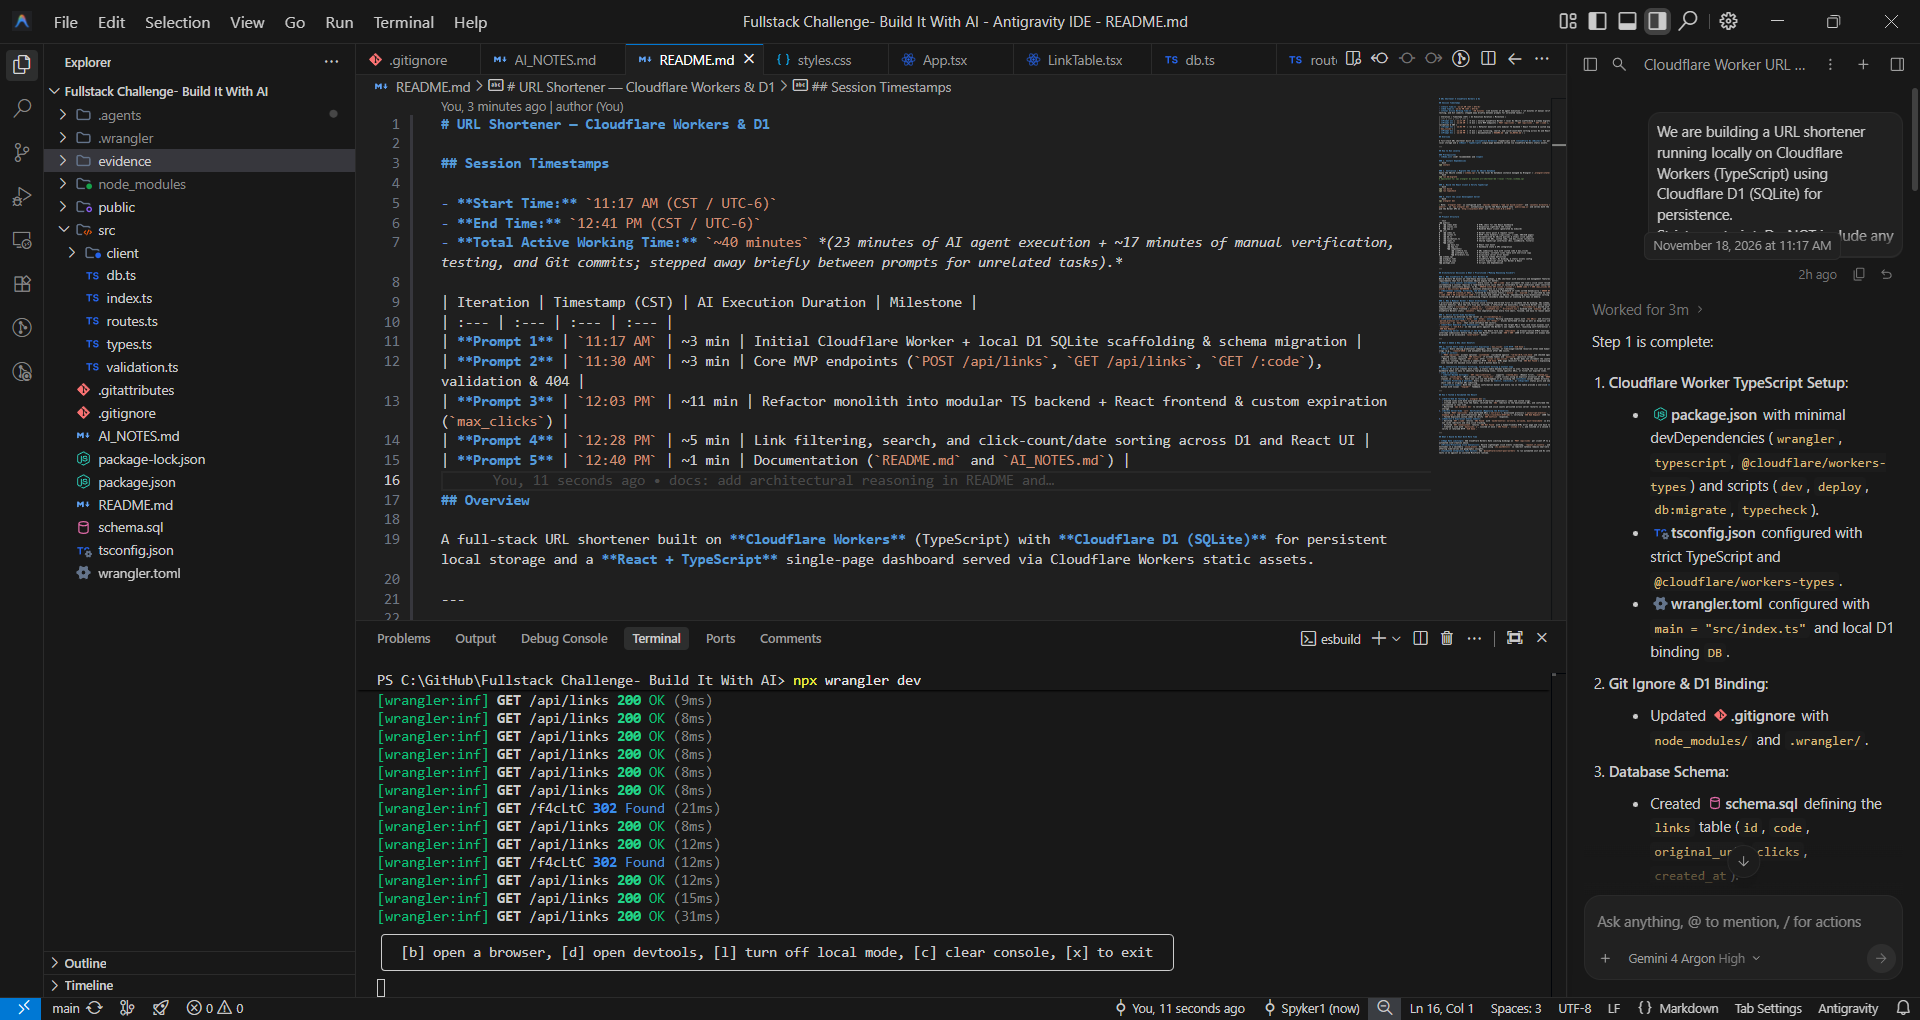 File Edit Selection View Go Run Terminal Help
Fullstack Challenge- Build It With AI - Antigravity IDE - README.md
Explorer
Fullstack Challenge- Build It With AI
.agents
.wrangler
evidence
node_modules
public
src
client
TS db.ts
TS index.ts
TS routes.ts
TS types.ts
TS validation.ts
.gitattributes
.gitignore
AI_NOTES.md
package-lock.json
package.json
README.md
schema.sql
tsconfig.json
wrangler.toml
Outline
Timeline
.gitignore
AI_NOTES.md
README.md
styles.css
App.tsx
LinkTable.tsx
TS db.ts
TS rout
README.md > # URL Shortener — Cloudflare Workers & D1 > ## Session Timestamps
You, 3 minutes ago | author (You)
1 # URL Shortener — Cloudflare Workers & D1
2
3 ## Session Timestamps
4
5 - **Start Time:** `11:17 AM (CST / UTC-6)`
6 - **End Time:** `12:41 PM (CST / UTC-6)`
7 - **Total Active Working Time:** `~40 minutes` *(23 minutes of AI agent execution + ~17 minutes of manual verification,
testing, and Git commits; stepped away briefly between prompts for unrelated tasks).*
8
9 | Iteration | Timestamp (CST) | AI Execution Duration | Milestone |
10 | :--- | :--- | :--- | :--- |
11 | **Prompt 1** | `11:17 AM` | ~3 min | Initial Cloudflare Worker + local D1 SQLite scaffolding & schema migration |
12 | **Prompt 2** | `11:30 AM` | ~3 min | Core MVP endpoints (`POST /api/links`, `GET /api/links`, `GET /:code`),
validation & 404 |
13 | **Prompt 3** | `12:03 PM` | ~11 min | Refactor monolith into modular TS backend + React frontend & custom expiration
(`max_clicks`) |
14 | **Prompt 4** | `12:28 PM` | ~5 min | Link filtering, search, and click-count/date sorting across D1 and React UI |
15 | **Prompt 5** | `12:40 PM` | ~1 min | Documentation (`README.md` and `AI_NOTES.md`) |
16 You, 11 seconds ago • docs: add architectural reasoning in README and…
17 ## Overview
18
19 A full-stack URL shortener built on **Cloudflare Workers** (TypeScript) with **Cloudflare D1 (SQLite)** for persistent
local storage and a **React + TypeScript** single-page dashboard served via Cloudflare Workers static assets.
20
21 ---
22
Problems Output Debug Console Terminal Ports Comments
esbuild
PS C:\GitHub\Fullstack Challenge- Build It With AI> npx wrangler dev
[wrangler:inf] GET /api/links 200 OK (9ms)
[wrangler:inf] GET /api/links 200 OK (8ms)
[wrangler:inf] GET /api/links 200 OK (8ms)
[wrangler:inf] GET /api/links 200 OK (8ms)
[wrangler:inf] GET /api/links 200 OK (8ms)
[wrangler:inf] GET /api/links 200 OK (8ms)
[wrangler:inf] GET /f4cLtC 302 Found (21ms)
[wrangler:inf] GET /api/links 200 OK (8ms)
[wrangler:inf] GET /api/links 200 OK (12ms)
[wrangler:inf] GET /f4cLtC 302 Found (12ms)
[wrangler:inf] GET /api/links 200 OK (12ms)
[wrangler:inf] GET /api/links 200 OK (15ms)
[wrangler:inf] GET /api/links 200 OK (31ms)
[b] open a browser, [d] open devtools, [l] turn off local mode, [c] clear console, [x] to exit
Cloudflare Worker URL ...
We are building a URL shortener
running locally on Cloudflare
Workers (TypeScript) using
Cloudflare D1 (SQLite) for
persistence.
lude any
November 18, 2026 at 11:17 AM
2h ago
Worked for 3m >
Step 1 is complete:
1. Cloudflare Worker TypeScript Setup:
• package.json with minimal
devDependencies ( wrangler ,
typescript , @cloudflare/workers-
types ) and scripts ( dev , deploy ,
db:migrate , typecheck ).
• tsconfig.json configured with
strict TypeScript and
@cloudflare/workers-types .
• wrangler.toml configured with
main = "src/index.ts" and local D1
binding DB .
2. Git Ignore & D1 Binding:
• Updated .gitignore with
node_modules/ and .wrangler/ .
3. Database Schema:
• Created schema.sql defining the
links table ( id , code ,
original_ur clicks ,
created_at ).
Ask anything, @ to mention, / for actions
+ Gemini 4 Argon High
main
0 0
You, 11 seconds ago
Spyker1 (now)
Ln 16, Col 1
Spaces: 3
UTF-8
LF
{} Markdown
Tab Settings
Antigravity